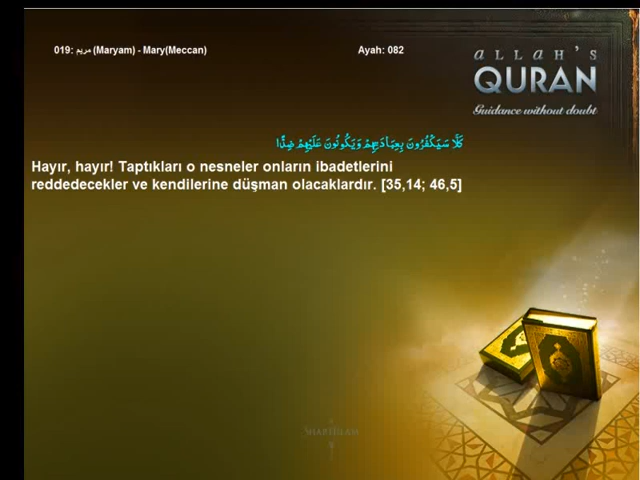 019: مريم (Maryam) - Mary(Meccan) Ayah: 082
ALLAH'S
QURAN
Guidance without doubt
كَلَّا سَيَكْفُرُونَ بِعِبَادَتِهِمْ وَيَكُونُونَ عَلَيْهِمْ ضِدًّا
Hayır, hayır! Taptıkları o nesneler onların ibadetlerini
reddedecekler ve kendilerine düşman olacaklardır. [35,14; 46,5]